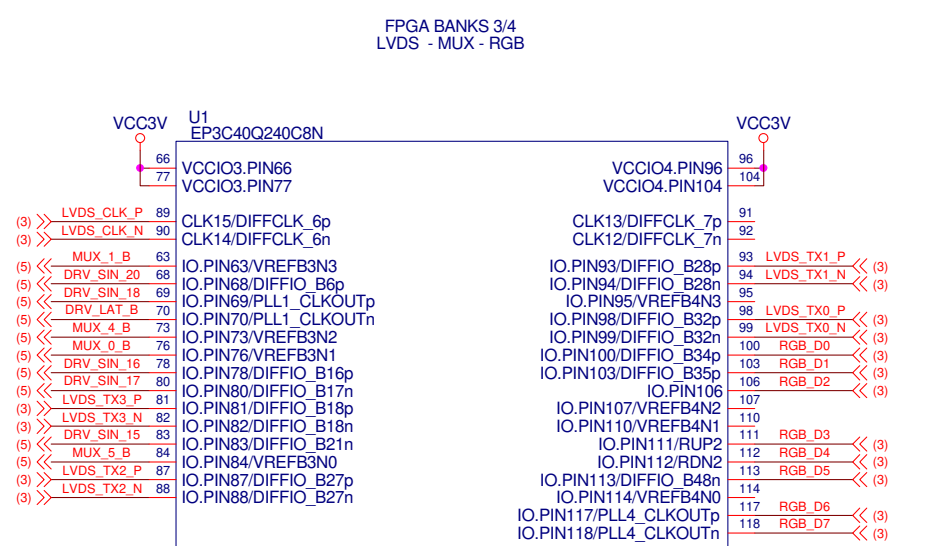 FPGA BANKS 3/4
LVDS - MUX - RGB
VCC3V
U1
EP3C40Q240C8N
VCC3V
66 VCCIO3.PIN66
77 VCCIO3.PIN77
VCCIO4.PIN96 96
VCCIO4.PIN104 104
(3) LVDS_CLK_P 89 CLK15/DIFFCLK_6p
(3) LVDS_CLK_N 90 CLK14/DIFFCLK_6n
CLK13/DIFFCLK_7p 91
CLK12/DIFFCLK_7n 92
(5) MUX_1_B 63 IO.PIN63/VREFB3N3
(5) DRV_SIN_20 68 IO.PIN68/DIFFIO_B6p
(5) DRV_SIN_18 69 IO.PIN69/PLL1_CLKOUTp
(5) DRV_LAT_B 70 IO.PIN70/PLL1_CLKOUTn
(5) MUX_4_B 73 IO.PIN73/VREFB3N2
(5) MUX_0_B 76 IO.PIN76/VREFB3N1
(5) DRV_SIN_16 78 IO.PIN78/DIFFIO_B16p
(5) DRV_SIN_17 80 IO.PIN80/DIFFIO_B17n
(3) LVDS_TX3_P 81 IO.PIN81/DIFFIO_B18p
(3) LVDS_TX3_N 82 IO.PIN82/DIFFIO_B18n
(5) DRV_SIN_15 83 IO.PIN83/DIFFIO_B21n
(5) MUX_5_B 84 IO.PIN84/VREFB3N0
(3) LVDS_TX2_P 87 IO.PIN87/DIFFIO_B27p
(3) LVDS_TX2_N 88 IO.PIN88/DIFFIO_B27n
IO.PIN93/DIFFIO_B28p 93 LVDS_TX1_P (3)
IO.PIN94/DIFFIO_B28n 94 LVDS_TX1_N (3)
IO.PIN95/VREFB4N3 95
IO.PIN98/DIFFIO_B32p 98 LVDS_TX0_P (3)
IO.PIN99/DIFFIO_B32n 99 LVDS_TX0_N (3)
IO.PIN100/DIFFIO_B34p 100 RGB_D0 (3)
IO.PIN103/DIFFIO_B35p 103 RGB_D1 (3)
IO.PIN106 106 RGB_D2 (3)
IO.PIN107/VREFB4N2 107
IO.PIN110/VREFB4N1 110
IO.PIN111/RUP2 111 RGB_D3 (3)
IO.PIN112/RDN2 112 RGB_D4 (3)
IO.PIN113/DIFFIO_B48n 113 RGB_D5 (3)
IO.PIN114/VREFB4N0 114
IO.PIN117/PLL4_CLKOUTp 117 RGB_D6 (3)
IO.PIN118/PLL4_CLKOUTn 118 RGB_D7 (3)